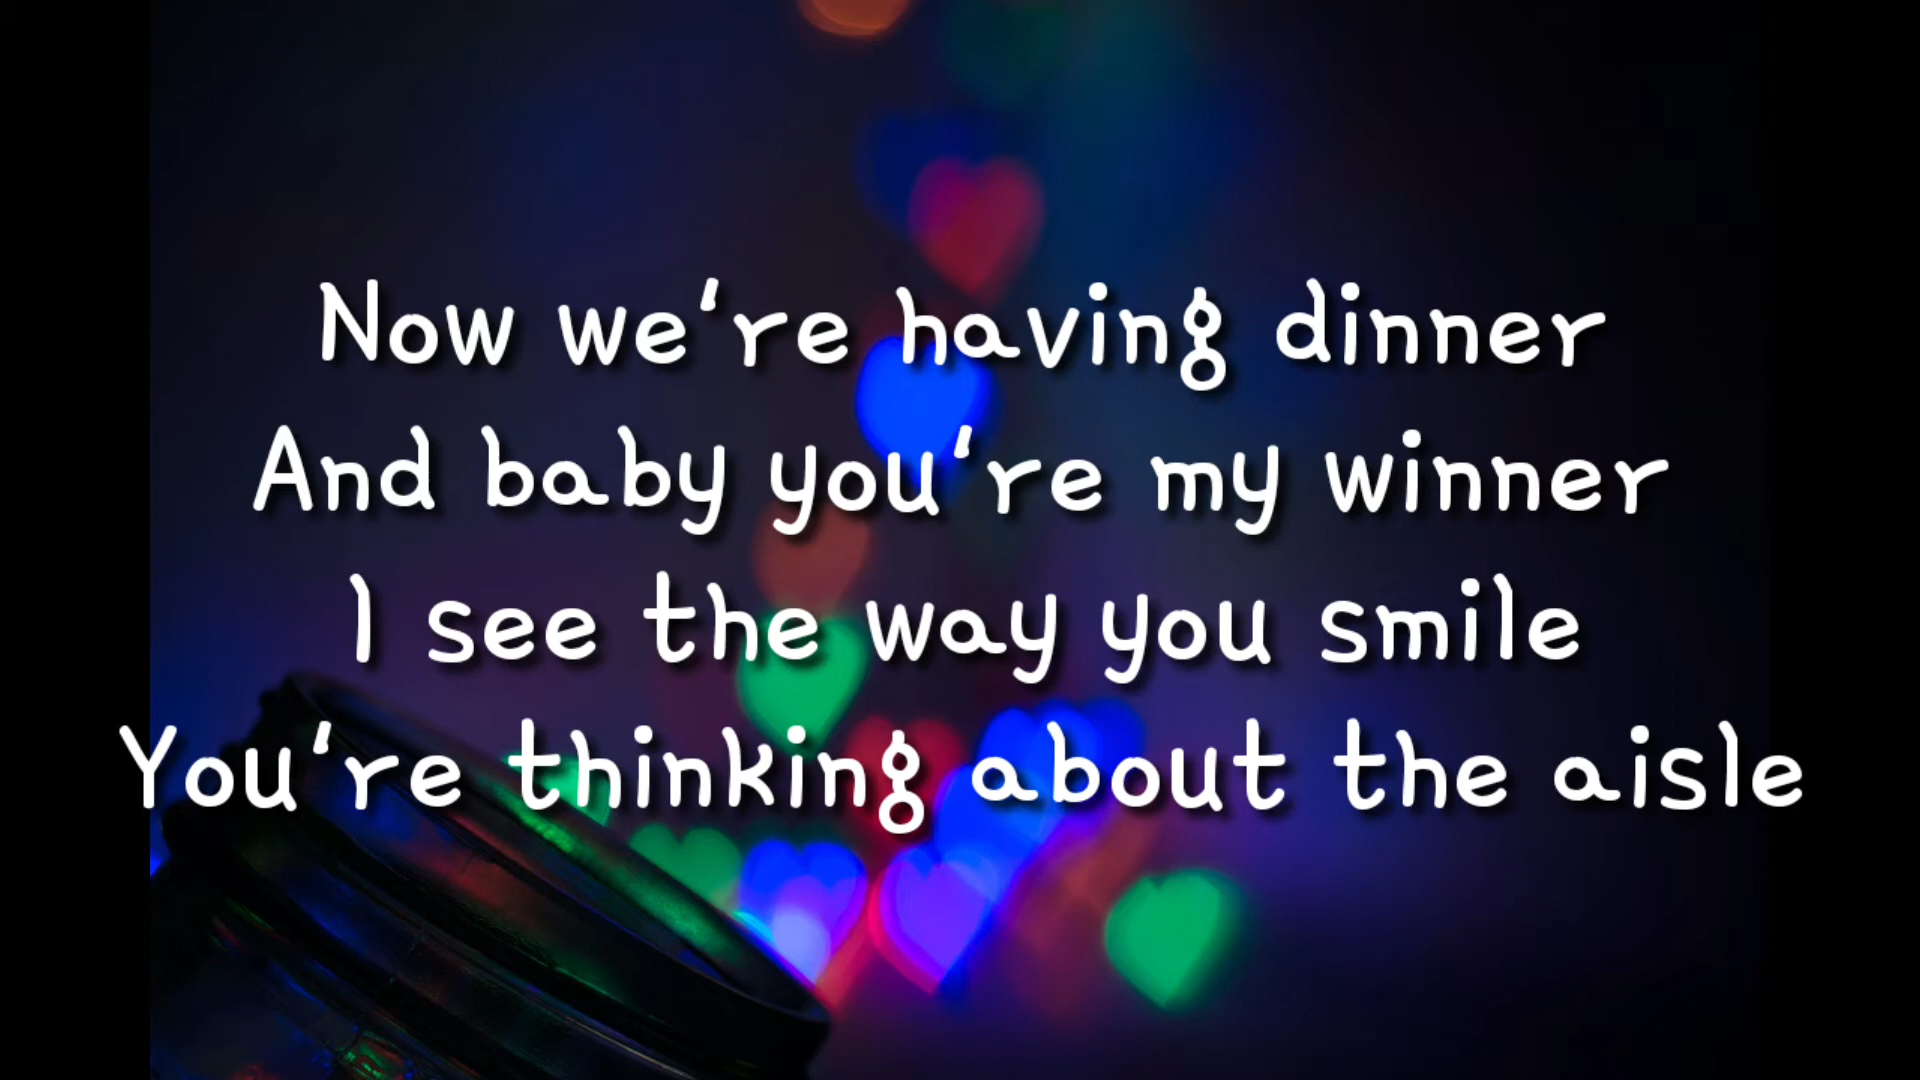 Now we're having dinner
And baby you're my winner
I see the way you smile
You're thinking about the aisle